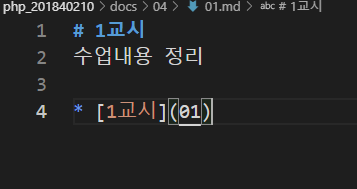 php_201840210 > docs > 04 > 01.md > abc # 1교시
1 # 1교시
2 수업내용 정리
3
4 * [1교시](01)